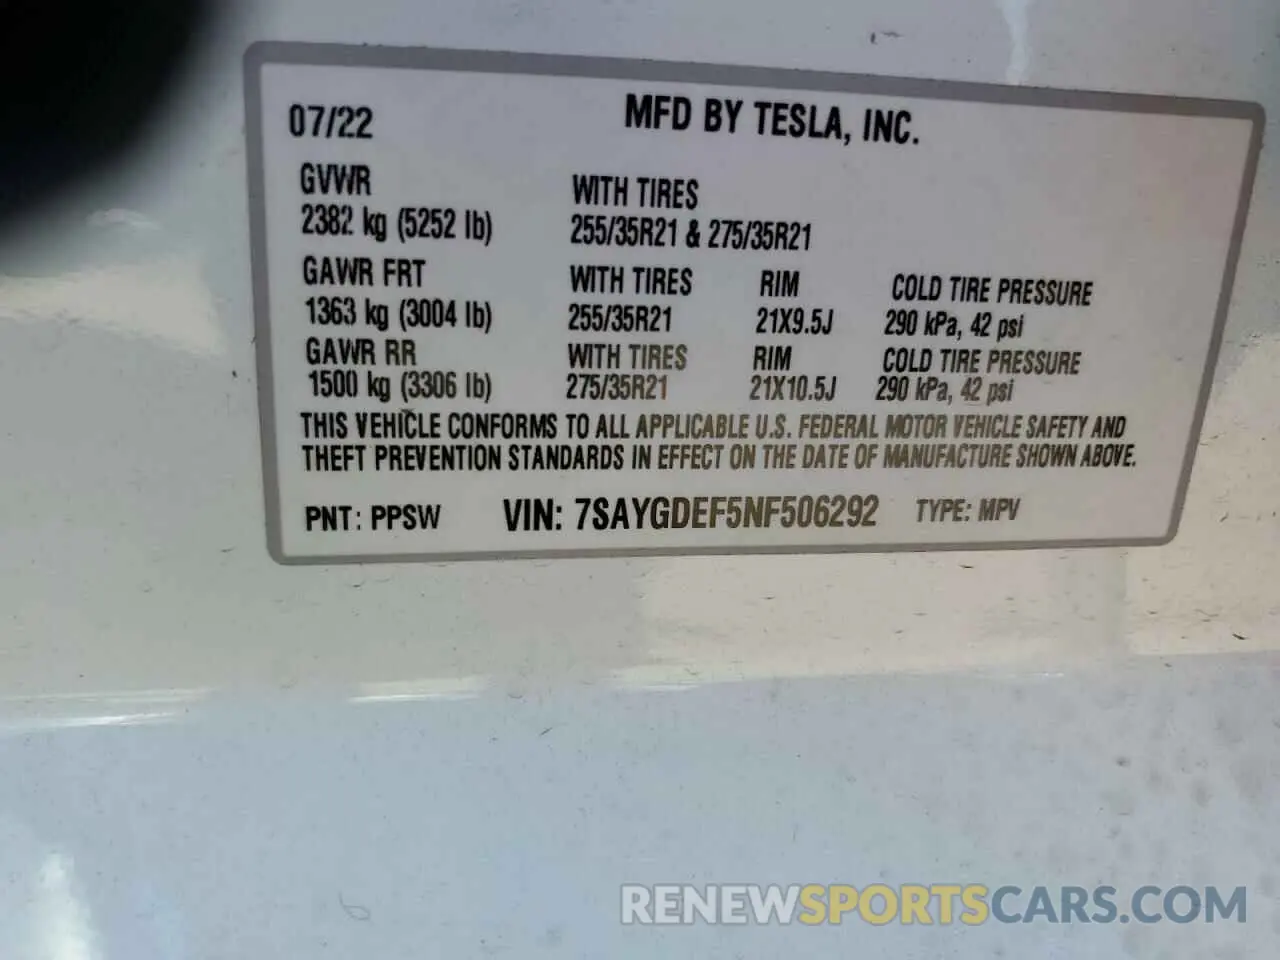 07/22 MFD BY TESLA, INC.
GVWR WITH TIRES
2382 kg (5252 lb) 255/35R21 & 275/35R21
GAWR FRT WITH TIRES RIM COLD TIRE PRESSURE
1363 kg (3004 lb) 255/35R21 21X9.5J 290 kPa, 42 psi
GAWR RR WITH TIRES RIM COLD TIRE PRESSURE
1500 kg (3306 lb) 275/35R21 21X10.5J 290 kPa, 42 psi
THIS VEHICLE CONFORMS TO ALL APPLICABLE U.S. FEDERAL MOTOR VEHICLE SAFETY AND
THEFT PREVENTION STANDARDS IN EFFECT ON THE DATE OF MANUFACTURE SHOWN ABOVE.
PNT: PPSW VIN: 7SAYGDEF5NF506292 TYPE: MPV
RENEWSPORTSCARS.COM